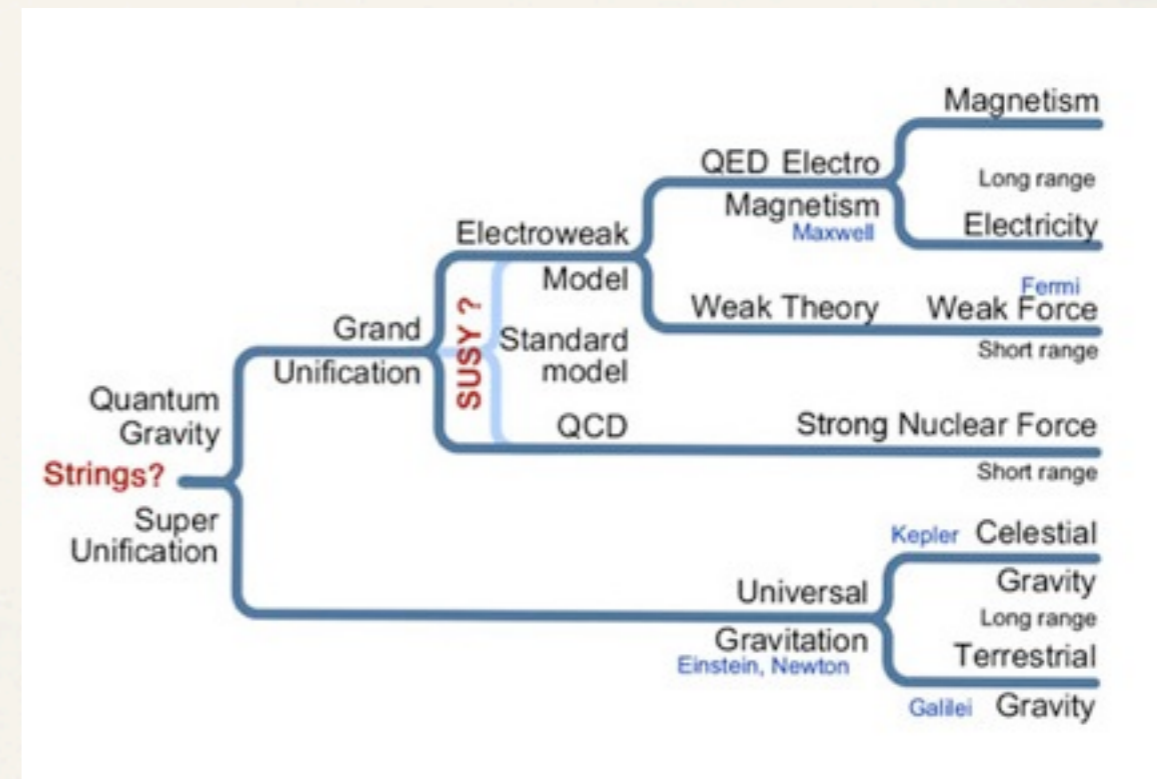 Magnetism
QED Electro
Long range
Magnetism
Maxwell
Electricity
Electroweak
Model
Fermi
Weak Theory
Weak Force
Short range
Grand
Unification
SUSY ?
Standard
model
QCD
Strong Nuclear Force
Short range
Quantum
Gravity
Strings?
Super
Unification
Kepler
Celestial
Gravity
Universal
Gravitation
Einstein, Newton
Long range
Terrestrial
Galilei
Gravity